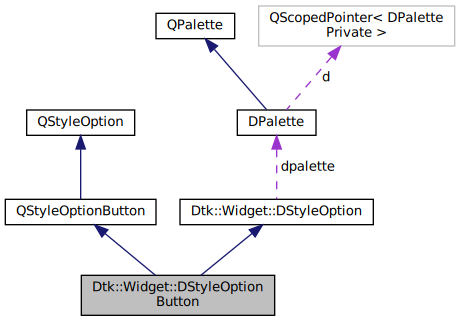 QPalette
QScopedPointer< DPalette
Private >
d
QStyleOption
DPalette
dpalette
QStyleOptionButton
Dtk::Widget::DStyleOption
Dtk::Widget::DStyleOption
Button